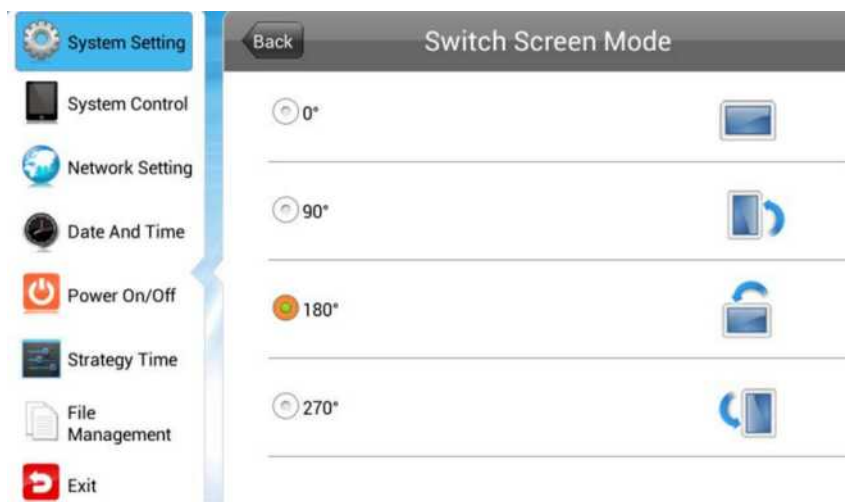 System Setting
System Control
Network Setting
Date And Time
Power On/Off
Strategy Time
File
Management
Exit
Back
Switch Screen Mode
0°
90°
180°
270°